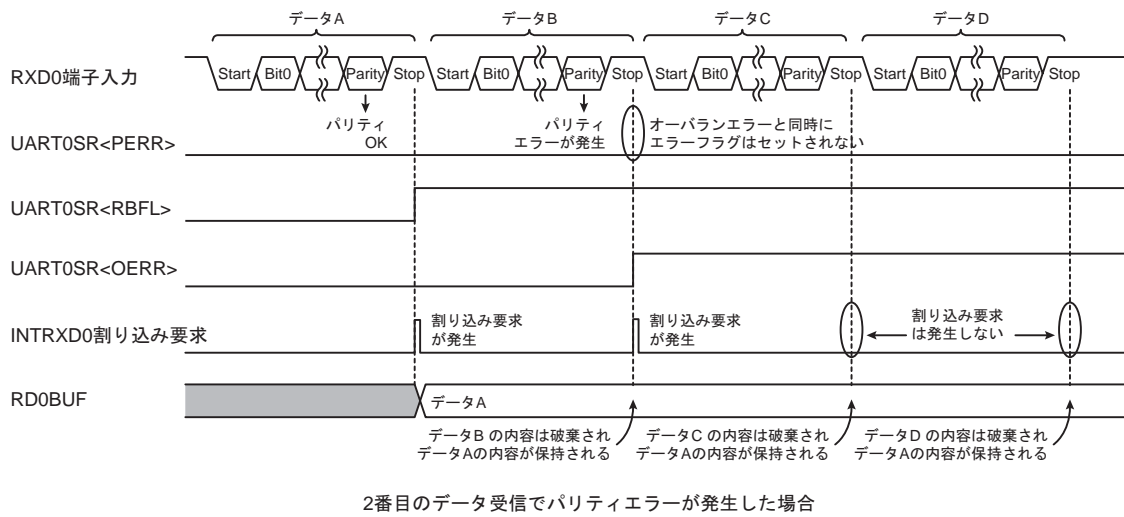 データA データB データC データD
RXD0端子入力 Start Bit0 Parity Stop Start Bit0 Parity Stop Start Bit0 Parity Stop Start Bit0 Parity Stop
パリティ
OK
パリティ
エラーが発生
オーバランエラーと同時に
エラーフラグはセットされない
UART0SR<PERR>
UART0SR<RBFL>
UART0SR<OERR>
INTRXD0割り込み要求
割り込み要求
が発生
割り込み要求
が発生
割り込み要求
は発生しない
RD0BUF
データA
データB の内容は破棄され
データAの内容が保持される
データC の内容は破棄され
データAの内容が保持される
データD の内容は破棄され
データAの内容が保持される
2番目のデータ受信でパリティエラーが発生した場合